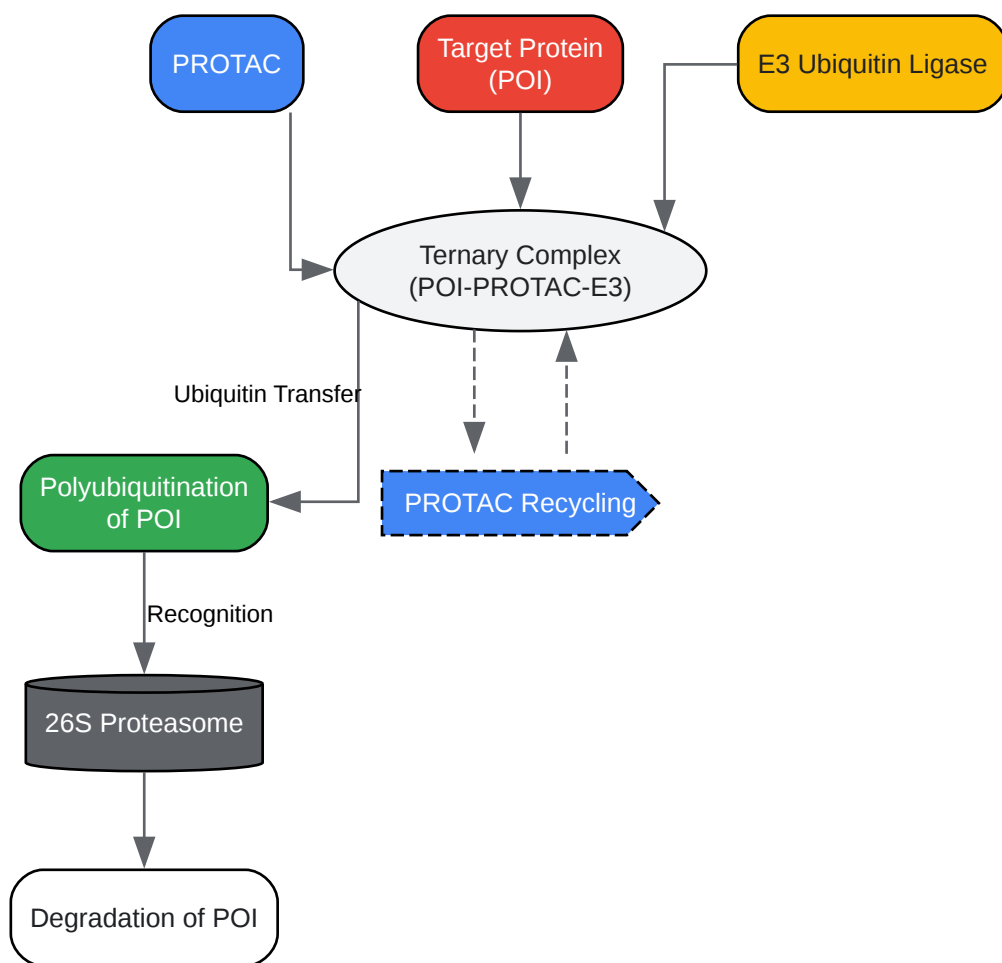 PROTAC
Target Protein
(POI)
E3 Ubiquitin Ligase
Ternary Complex
(POI-PROTAC-E3)
Ubiquitin Transfer
Polyubiquitination
of POI
PROTAC Recycling
Recognition
26S Proteasome
Degradation of POI